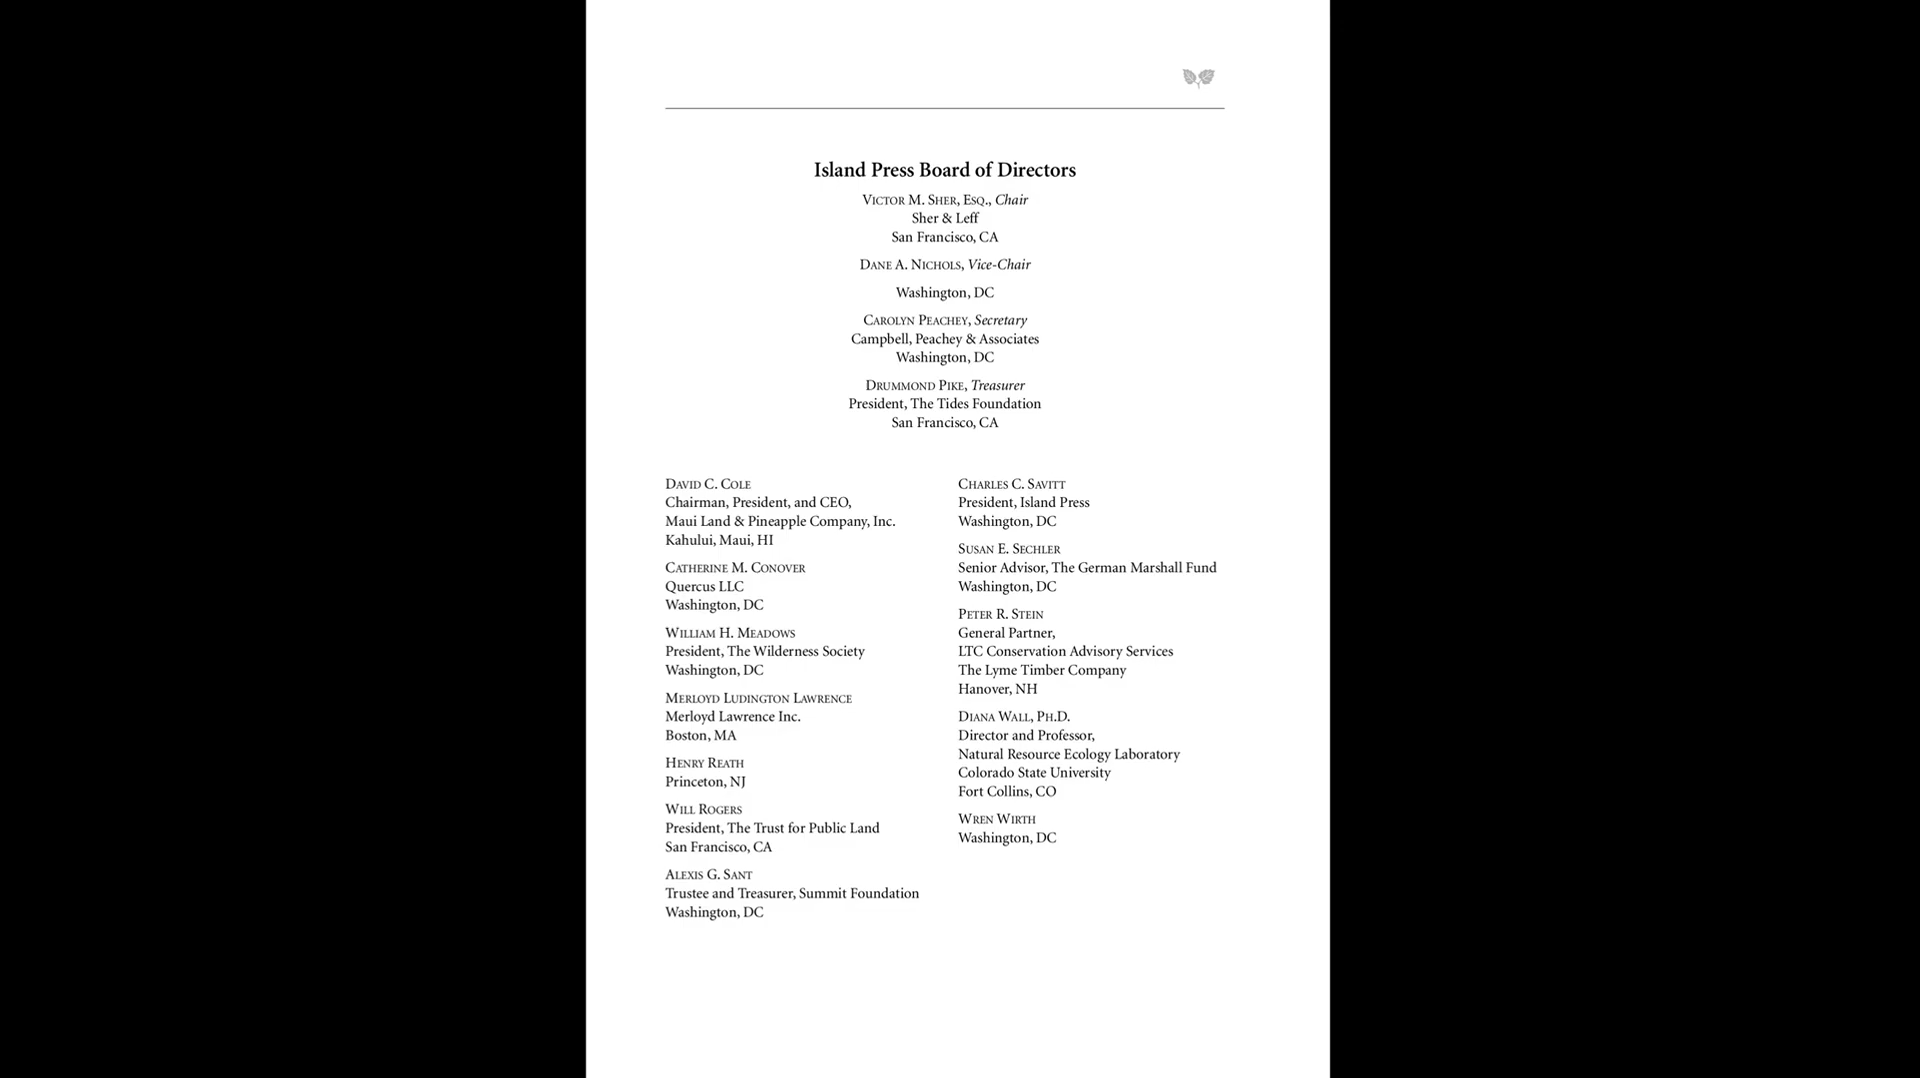 Island Press Board of Directors
Victor M. Sher, Esq., Chair
Sher & Leff
San Francisco, CA
Dane A. Nichols, Vice-Chair
Washington, DC
Carolyn Peachey, Secretary
Campbell, Peachey & Associates
Washington, DC
Drummond Pike, Treasurer
President, The Tides Foundation
San Francisco, CA
David C. Cole
Chairman, President, and CEO,
Maui Land & Pineapple Company, Inc.
Kahului, Maui, HI
Catherine M. Conover
Quercus LLC
Washington, DC
William H. Meadows
President, The Wilderness Society
Washington, DC
Merloyd Ludington Lawrence
Merloyd Lawrence Inc.
Boston, MA
Henry Reath
Princeton, NJ
Will Rogers
President, The Trust for Public Land
San Francisco, CA
Alexis G. Sant
Trustee and Treasurer, Summit Foundation
Washington, DC
Charles C. Savitt
President, Island Press
Washington, DC
Susan E. Sechler
Senior Advisor, The German Marshall Fund
Washington, DC
Peter R. Stein
General Partner,
LTC Conservation Advisory Services
The Lyme Timber Company
Hanover, NH
Diana Wall, Ph.D.
Director and Professor,
Natural Resource Ecology Laboratory
Colorado State University
Fort Collins, CO
Wren Wirth
Washington, DC